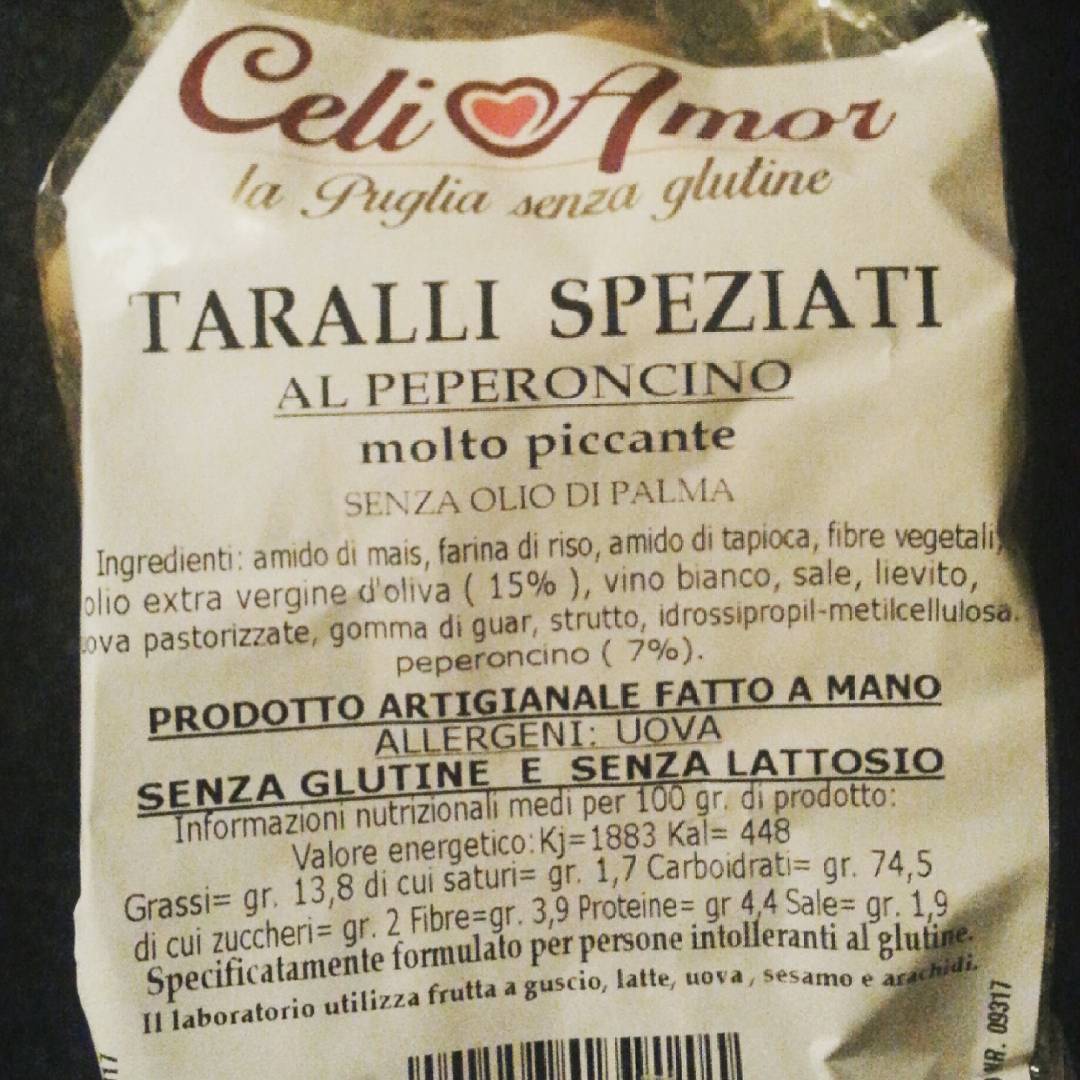 Celi Amor
la Puglia senza glutine
TARALLI SPEZIATI
AL PEPERONCINO
molto piccante
SENZA OLIO DI PALMA
Ingredienti: amido di mais, farina di riso, amido di tapioca, fibre vegetali,
olio extra vergine d'oliva ( 15% ), vino bianco, sale, lievito,
ova pastorizzate, gomma di guar, strutto, idrossipropil-metilcellulosa.
peperoncino ( 7%).
PRODOTTO ARTIGIANALE FATTO A MANO
ALLERGENI: UOVA
SENZA GLUTINE E SENZA LATTOSIO
Informazioni nutrizionali medi per 100 gr. di prodotto:
Valore energetico: Kj=1883 Kal= 448
Grassi= gr. 13,8 di cui saturi= gr. 1,7 Carboidrati= gr. 74,5
di cui zuccheri= gr. 2 Fibre=gr. 3,9 Proteine= gr 4,4 Sale= gr. 1,9
Specificatamente formulato per persone intolleranti al glutine.
Il laboratorio utilizza frutta a guscio, latte, uova, sesamo e arachidi.
NR. 09317
17